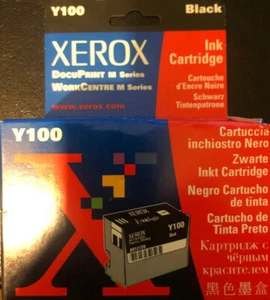 Y100 Black
XEROX
Ink
Cartridge
DOCUPRINT M Series
WORKCENTRE M Series
www.xerox.com
Cartouche
d'Encre Noire
Schwarz
Tintenpatrone
Y100
Cartuccia
inchiostro Nero
Zwarte
Inkt Cartridge
Negro Cartucho
de tinta
Cartucho de
Tinta Preto
Картридж с
чёрным
красителем
黑色墨盒
XEROX
Y100
Black